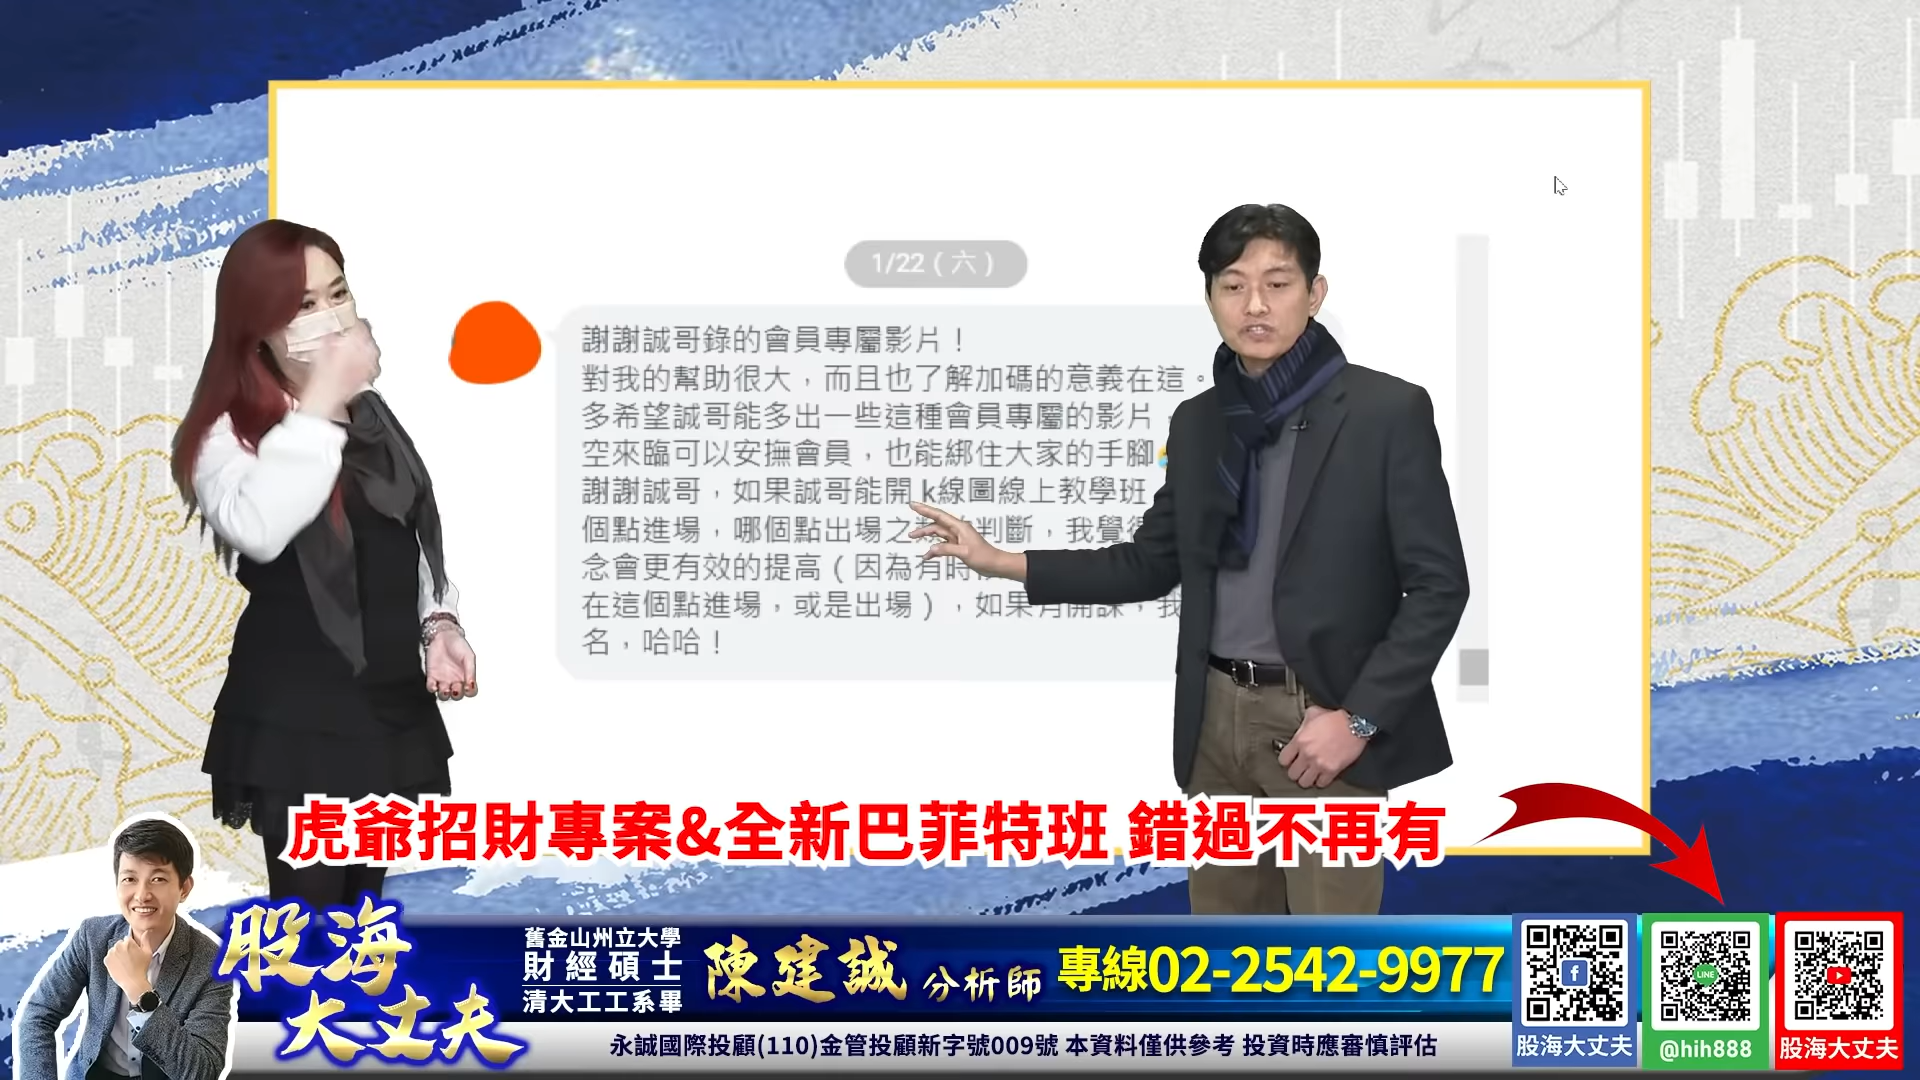 1/22(六)
謝謝誠哥錄的會員專屬影片！
對我的幫助很大，而且也了解加碼的意義在這。
多希望誠哥能多出一些這種會員專屬的影片，
空來臨可以安撫會員，也能綁住大家的手腳
謝謝誠哥，如果誠哥能開 k線圖線上教學班
個點進場，哪個點出場之 判斷，我覺
念會更有效的提高（因為有時
在這個點進場，或是出場），如果有開課，我
名，哈哈！
虎爺招財專案&全新巴菲特班 錯過不再有
股海大丈夫
舊金山州立大學
財經碩士
清大工工系畢
陳建誠 分析師
專線02-2542-9977
永誠國際投顧(110)金管投顧新字號009號 本資料僅供參考 投資時應審慎評估
股海大丈夫
LINE
@hih888
股海大丈夫